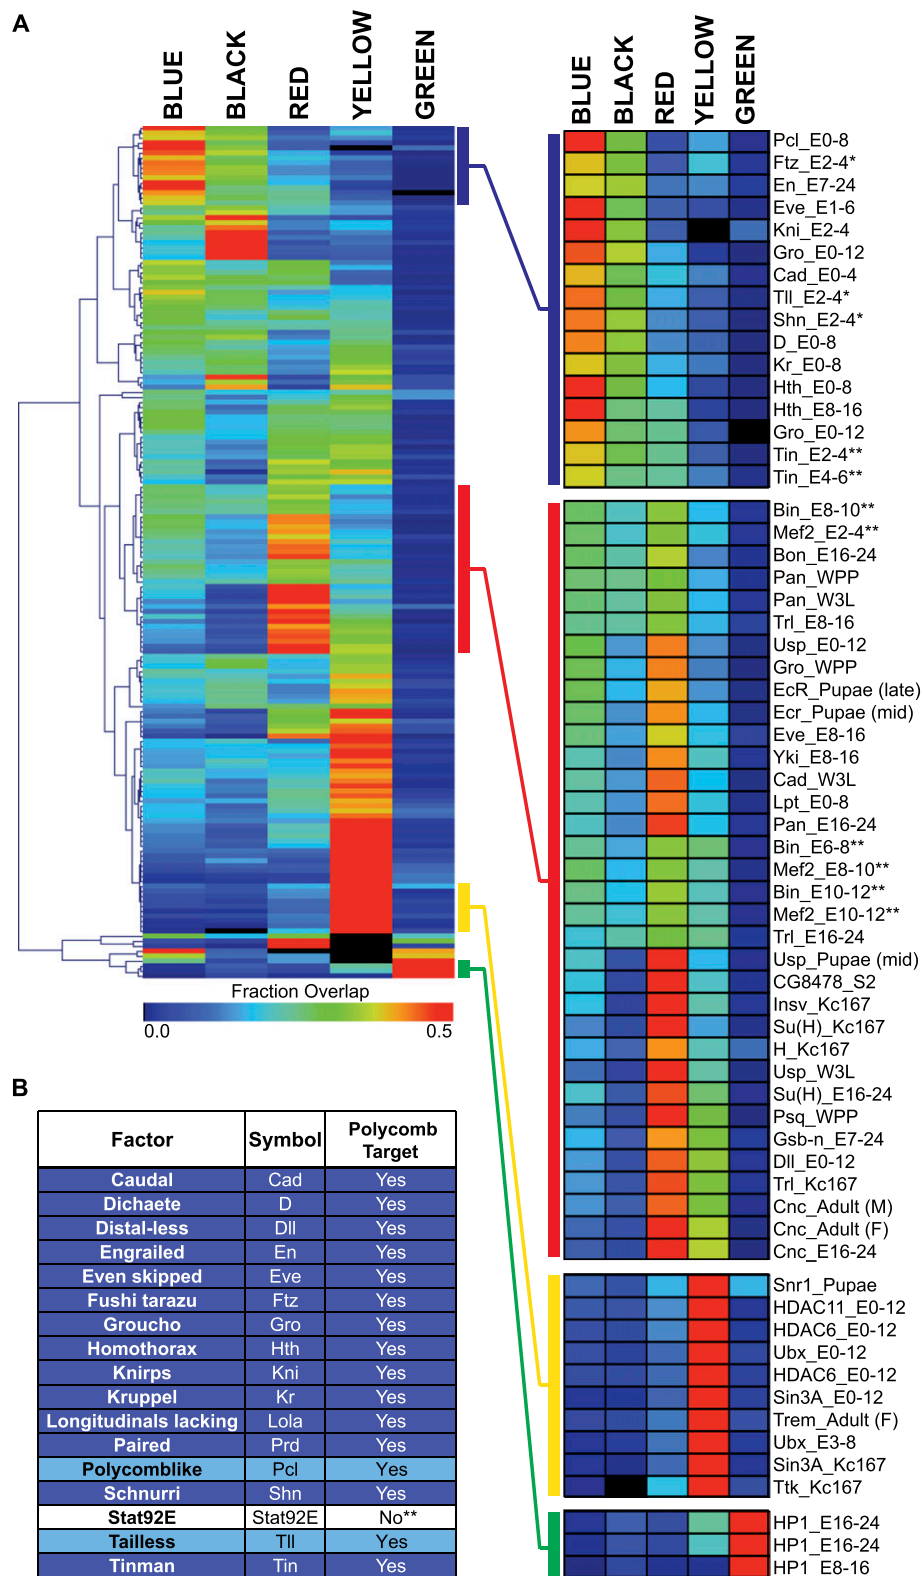 A
BLUE BLACK RED YELLOW GREEN
BLUE BLACK RED YELLOW GREEN
Pcl_E0-8
Ftz_E2-4*
En_E7-24
Eve_E1-6
Kni_E2-4
Gro_E0-12
Cad_E0-4
Tll_E2-4*
Shn_E2-4*
D_E0-8
Kr_E0-8
Hth_E0-8
Hth_E8-16
Gro_E0-12
Tin_E2-4**
Tin_E4-6**
Bin_E8-10**
Mef2_E2-4**
Bon_E16-24
Pan_WPP
Pan_W3L
Trl_E8-16
Usp_E0-12
Gro_WPP
EcR_Pupae (late)
Ecr_Pupae (mid)
Eve_E8-16
Yki_E8-16
Cad_W3L
Lpt_E0-8
Pan_E16-24
Bin_E6-8**
Mef2_E8-10**
Bin_E10-12**
Mef2_E10-12**
Trl_E16-24
Usp_Pupae (mid)
CG8478_S2
Insv_Kc167
Su(H)_Kc167
H_Kc167
Usp_W3L
Su(H)_E16-24
Psq_WPP
Gsb-n_E7-24
Dll_E0-12
Trl_Kc167
Cnc_Adult (M)
Cnc_Adult (F)
Cnc_E16-24
Snr1_Pupae
HDAC11_E0-12
HDAC6_E0-12
Ubx_E0-12
HDAC6_E0-12
Sin3A_E0-12
Trem_Adult (F)
Ubx_E3-8
Sin3A_Kc167
Ttk_Kc167
HP1_E16-24
HP1_E16-24
HP1_E8-16
Fraction Overlap
0.0 0.5
B
Factor Symbol Polycomb Target
Caudal Cad Yes
Dichaete D Yes
Distal-less Dll Yes
Engrailed En Yes
Even skipped Eve Yes
Fushi tarazu Ftz Yes
Groucho Gro Yes
Homothorax Hth Yes
Knirps Kni Yes
Kruppel Kr Yes
Longitudinals lacking Lola Yes
Paired Prd Yes
Polycomblike Pcl Yes
Schnurri Shn Yes
Stat92E Stat92E No**
Tailless Tll Yes
Tinman Tin Yes